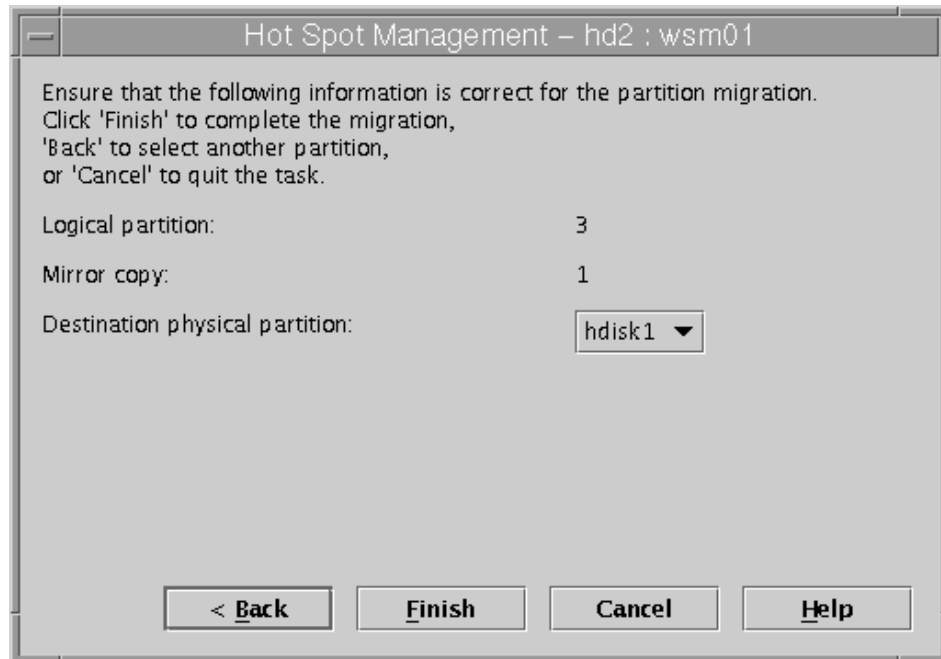 Hot Spot Management – hd2 : wsm01
Ensure that the following information is correct for the partition migration.
Click 'Finish' to complete the migration,
'Back' to select another partition,
or 'Cancel' to quit the task.
Logical partition: 3
Mirror copy: 1
Destination physical partition: hdisk1
< Back Finish Cancel Help